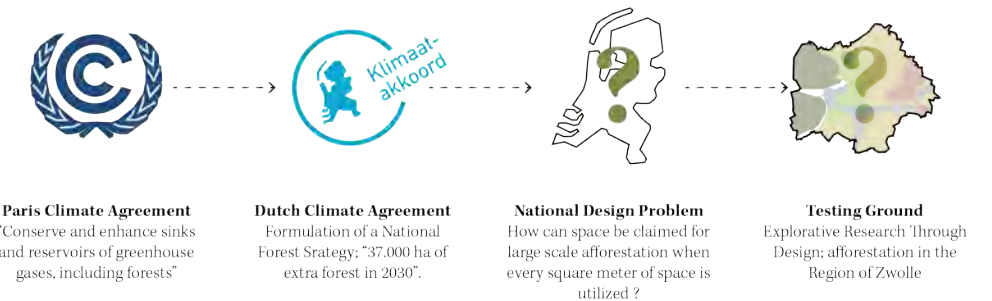 Klimaat-
akkoord
?
?
Paris Climate Agreement
"Conserve and enhance sinks
and reservoirs of greenhouse
gases, including forests”
Dutch Climate Agreement
Formulation of a National
Forest Srategy; “37.000 ha of
extra forest in 2030”.
National Design Problem
How can space be claimed for
large scale afforestation when
every square meter of space is
utilized ?
Testing Ground
Explorative Research Through
Design; afforestation in the
Region of Zwolle